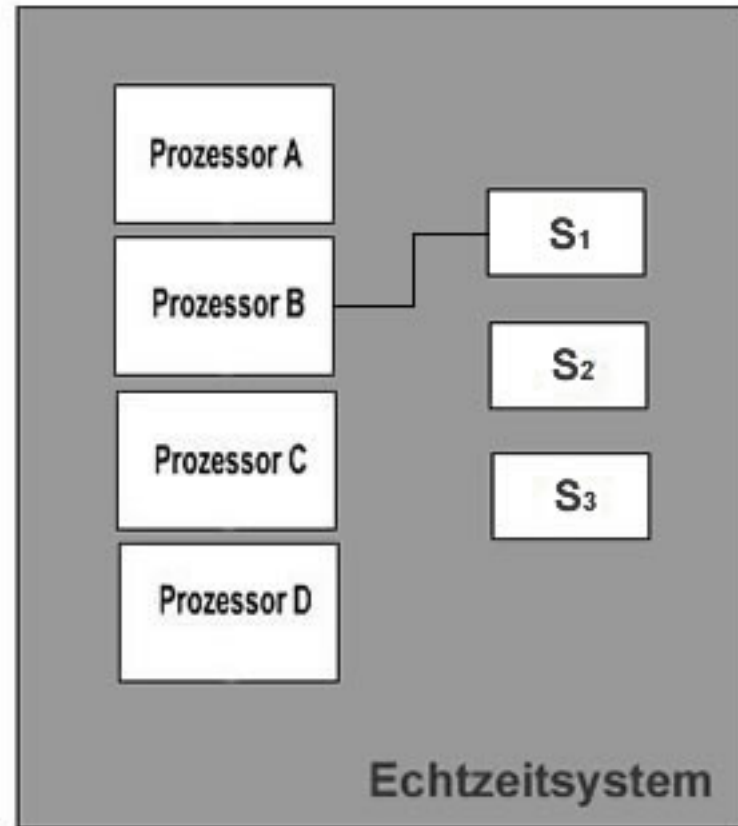 Prozessor A
Prozessor B
Prozessor C
Prozessor D
S₁
S₂
S₃
Echtzeitsystem